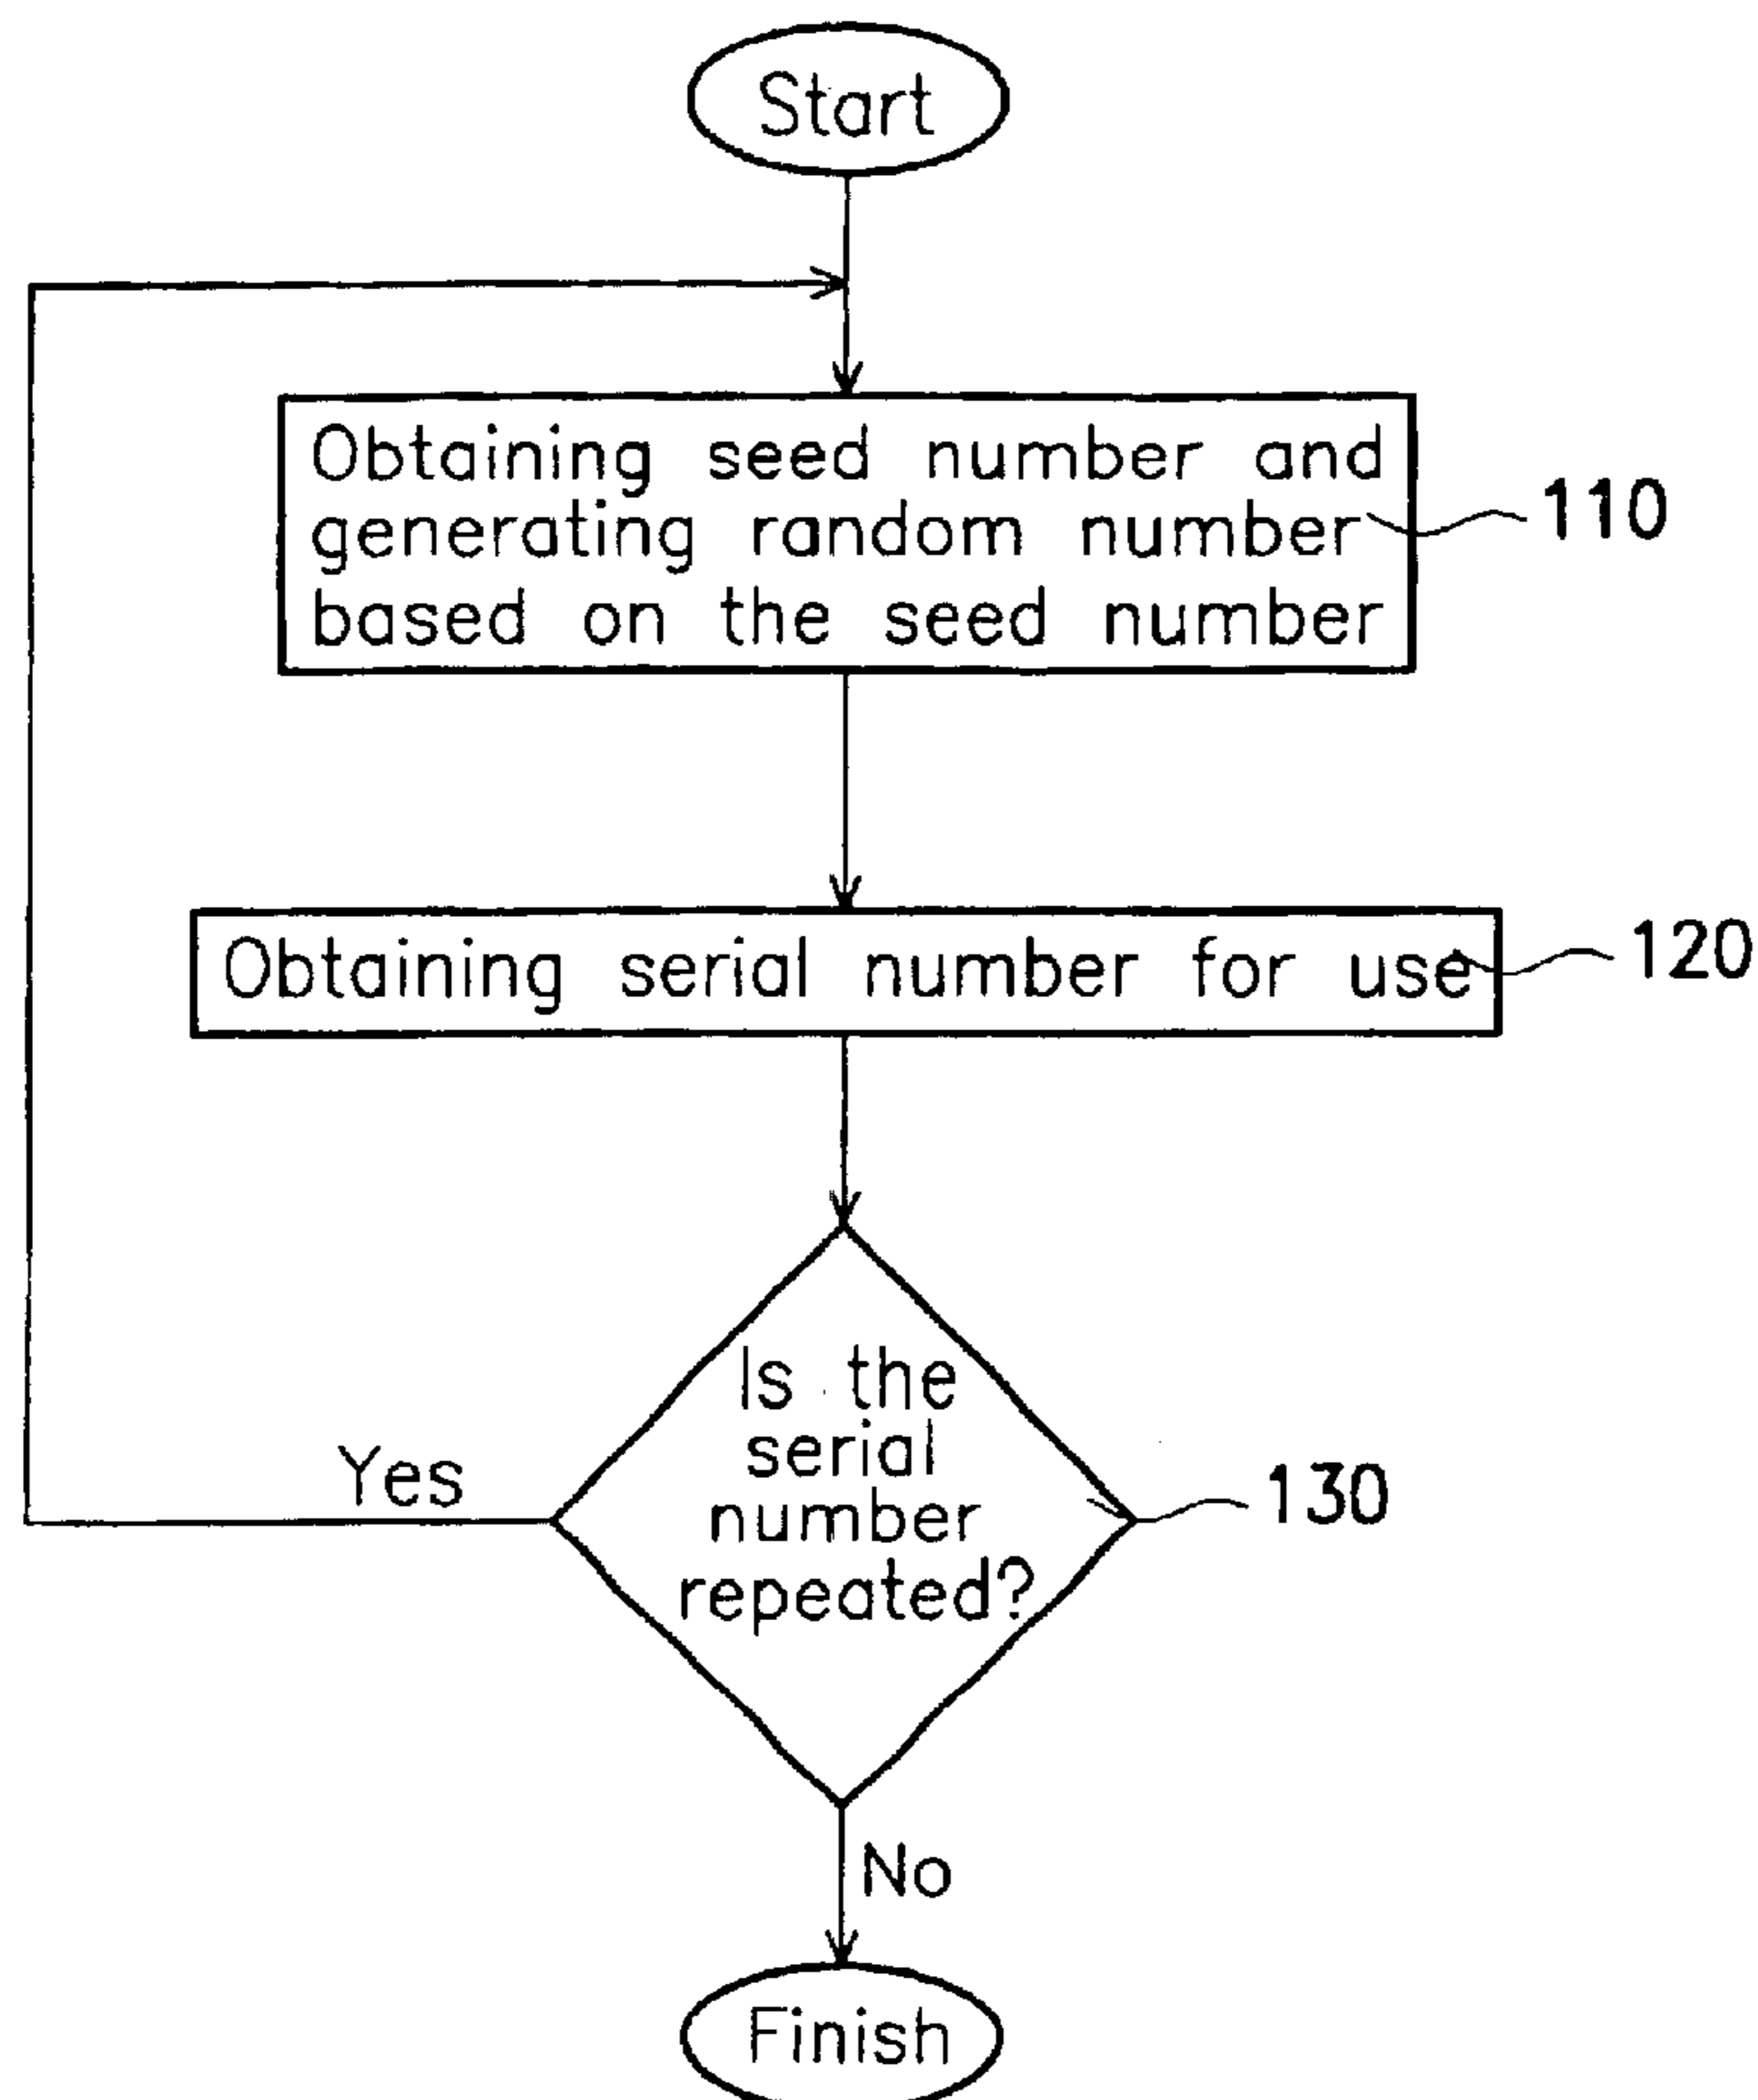 Start
Obtaining seed number and
generating random number
based on the seed number
110
Obtaining serial number for use
120
Is the
serial
number
repeated?
130
Yes
No
Finish